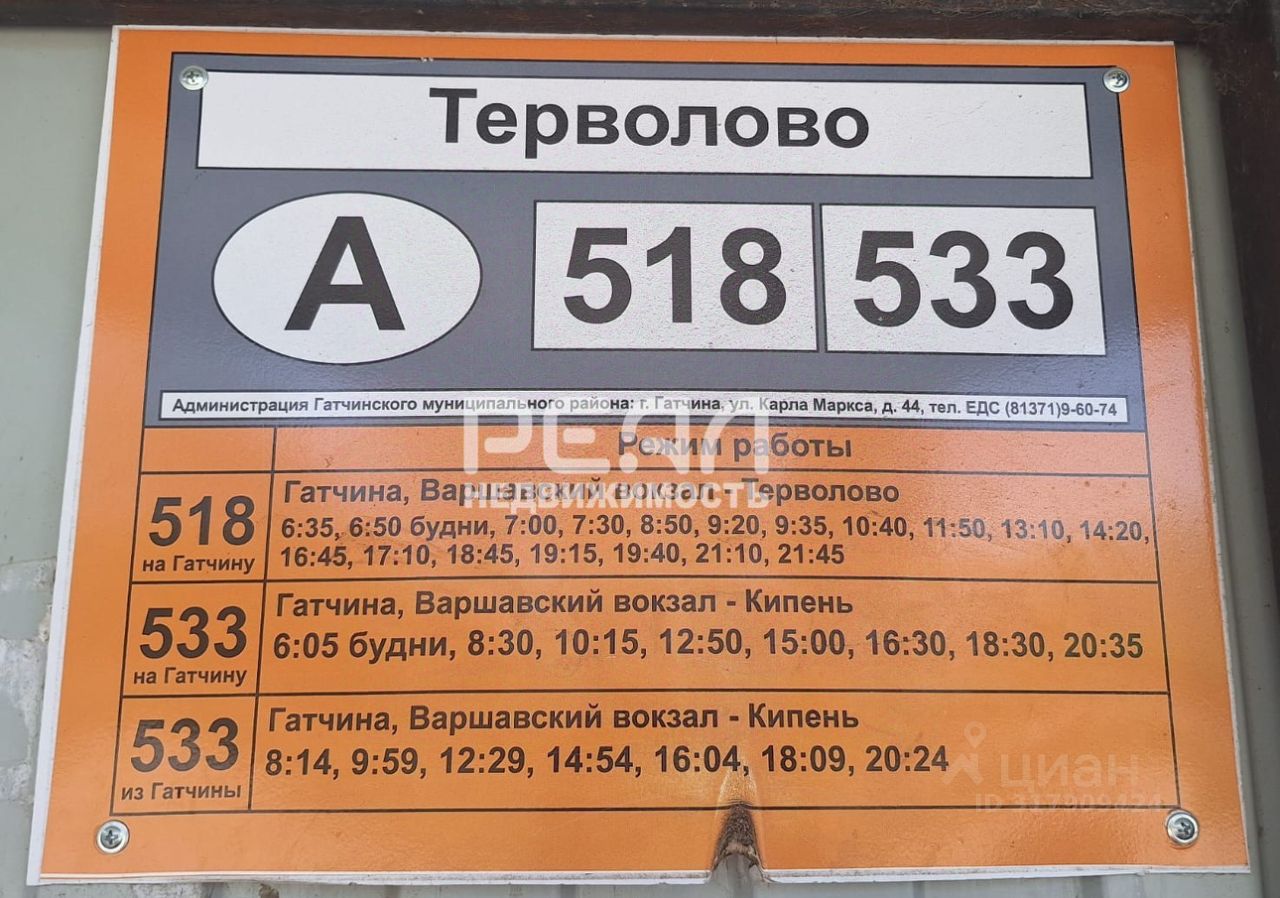 Терволово
А
518
533
Администрация Гатчинского муниципального района: г. Гатчина, ул. Карла Маркса, д. 44, тел. ЕДС (81371)9-60-74
Режим работы
РЕАЛ
НЕДВИЖИМОСТЬ
518
на Гатчину
Гатчина, Варшавский вокзал - Терволово
6:35, 6:50 будни, 7:00, 7:30, 8:50, 9:20, 9:35, 10:40, 11:50, 13:10, 14:20,
16:45, 17:10, 18:45, 19:15, 19:40, 21:10, 21:45
533
на Гатчину
Гатчина, Варшавский вокзал - Кипень
6:05 будни, 8:30, 10:15, 12:50, 15:00, 16:30, 18:30, 20:35
533
из Гатчины
Гатчина, Варшавский вокзал - Кипень
8:14, 9:59, 12:29, 14:54, 16:04, 18:09, 20:24
циан
ID 317909424